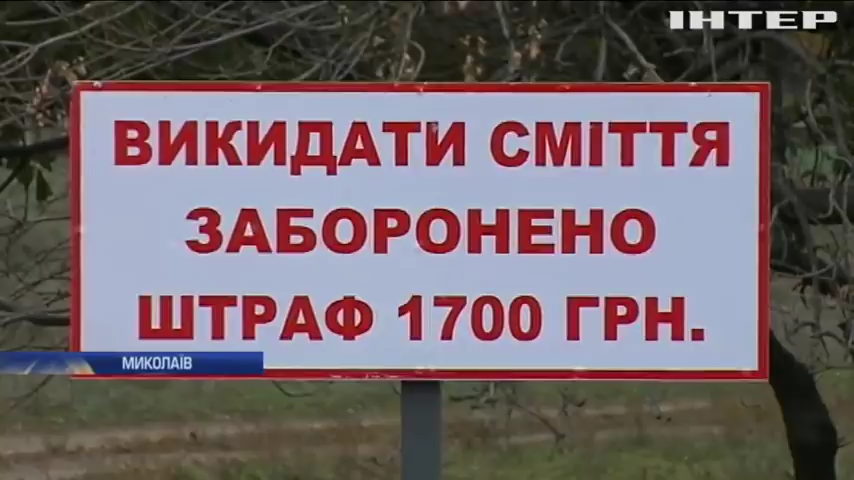 ІНТЕР
ВИКИДАТИ СМІТТЯ
ЗАБОРОНЕНО
ШТРАФ 1700 ГРН.
МИКОЛАЇВ